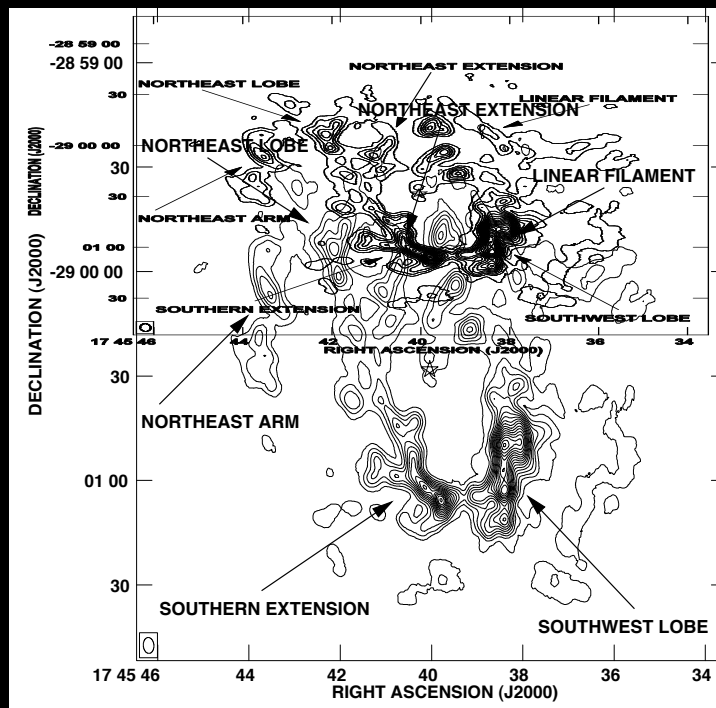 -28 59 00
-28 59 00
NORTHEAST EXTENSION
NORTHEAST LOBE
30
30
LINEAR FILAMENT
NORTHEAST EXTENSION
-29 00 00
NORTHEAST LOBE
30
30
LINEAR FILAMENT
DECLINATION (J2000)
NORTHEAST ARM
01 00
-29 00 00
30
SOUTHERN EXTENSION
SOUTHWEST LOBE
17 45 46
44
42
40
38
36
34
RIGHT ASCENSION (J2000)
DECLINATION (J2000)
30
NORTHEAST ARM
01 00
30
SOUTHERN EXTENSION
SOUTHWEST LOBE
17 45 46
44
42
40
38
36
34
RIGHT ASCENSION (J2000)